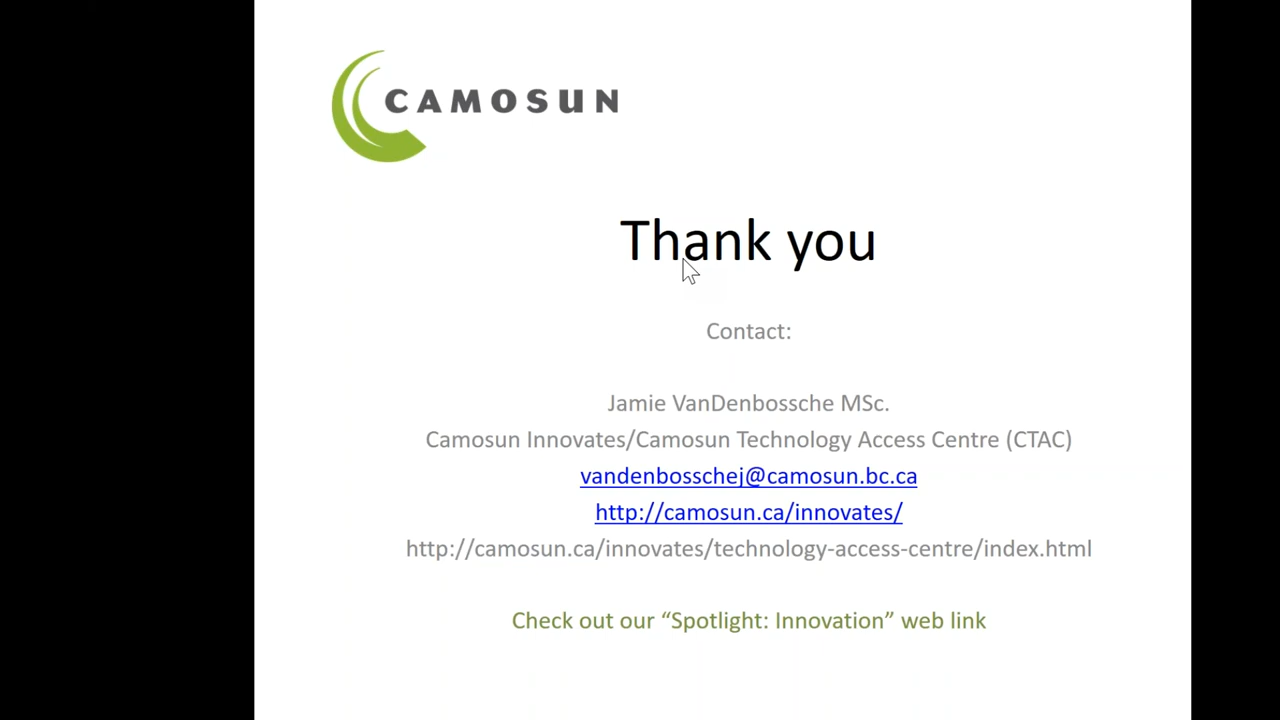 CAMOSUN
Thank you
Contact:
Jamie VanDenbossche MSc.
Camosun Innovates/Camosun Technology Access Centre (CTAC)
vandenbosschej@camosun.bc.ca
http://camosun.ca/innovates/
http://camosun.ca/innovates/technology-access-centre/index.html
Check out our “Spotlight: Innovation” web link